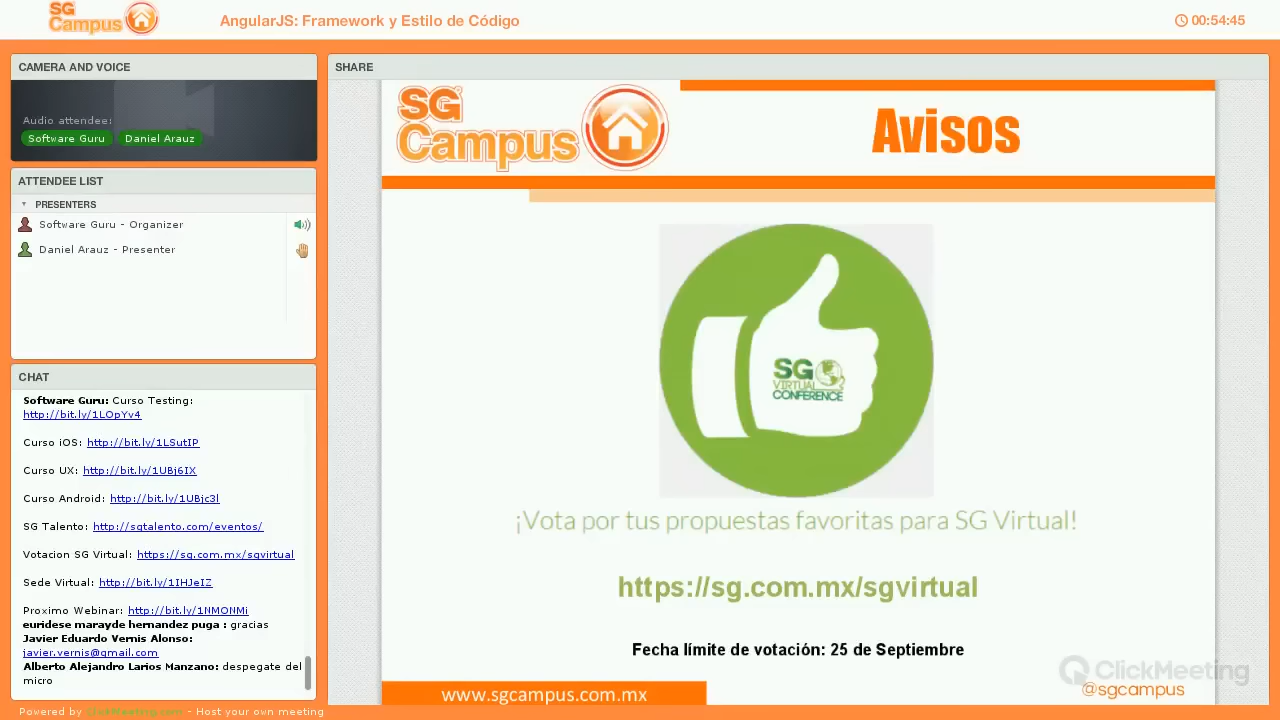 SG Campus
AngularJS: Framework y Estilo de Código
00:54:45
CAMERA AND VOICE
Audio attendee:
Software Guru
Daniel Arauz
ATTENDEE LIST
PRESENTERS
Software Guru - Organizer
Daniel Arauz - Presenter
CHAT
Software Guru: Curso Testing:
http://bit.ly/1LOpYv4
Curso iOS: http://bit.ly/1LSutIP
Curso UX: http://bit.ly/1UBj6IX
Curso Android: http://bit.ly/1UBjc3l
SG Talento: http://sgtalento.com/eventos/
Votacion SG Virtual: https://sg.com.mx/sgvirtual
Sede Virtual: http://bit.ly/1IHJeIZ
Proximo Webinar: http://bit.ly/1NMONMi
euridese marayde hernandez puga : gracias
Javier Eduardo Vernis Alonso:
javier.vernis@gmail.com
Alberto Alejandro Larios Manzano: despegate del
micro
Powered by ClickMeeting.com - Host your own meeting
SHARE
SG
Campus
Avisos
SG
VIRTUAL
CONFERENCE
¡Vota por tus propuestas favoritas para SG Virtual!
https://sg.com.mx/sgvirtual
Fecha límite de votación: 25 de Septiembre
ClickMeeting
www.sgcampus.com.mx
@sgcampus